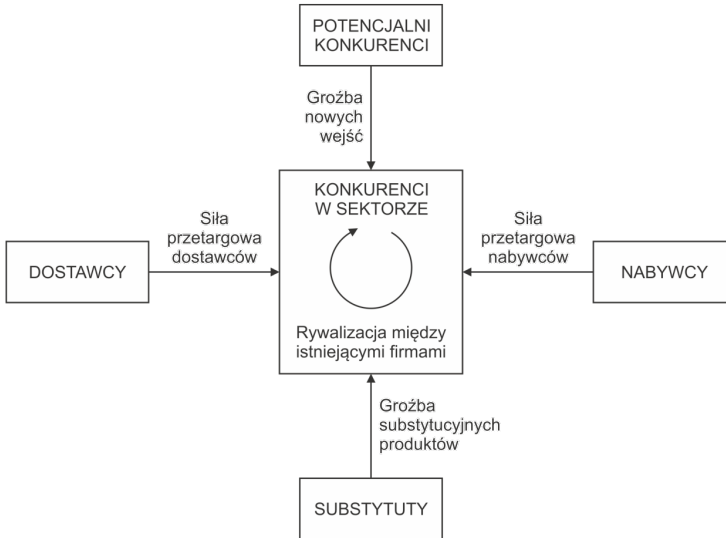 POTENCJALNI
KONKURENCI
Groźba
nowych
wejść
KONKURENCI
W SEKTORZE
Siła
przetargowa
dostawców
Siła
przetargowa
nabywców
DOSTAWCY
NABYWCY
Rywalizacja między
istniejącymi firmami
Groźba
substytucyjnych
produktów
SUBSTYTUTY